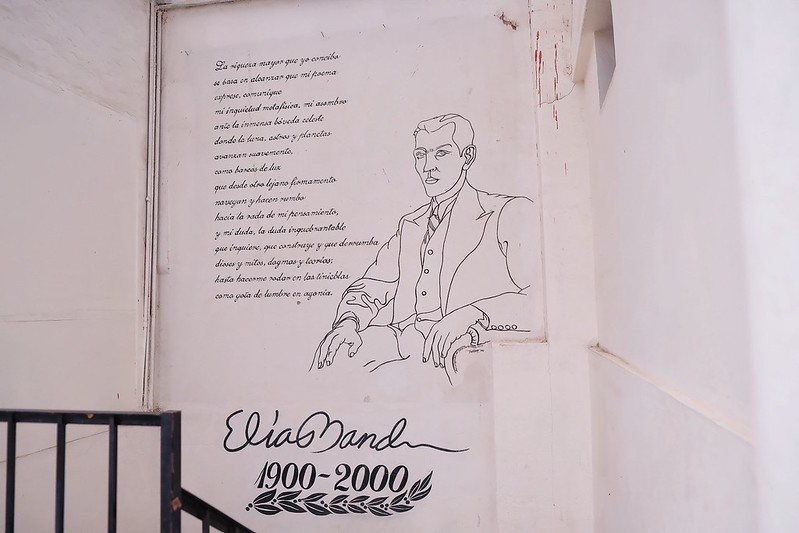 La riqueza mayor que yo concibo
se basa en alcanzar que mi poema
exprese, comunique
mi inquietud metafísica, mi asombro
ante la inmensa bóveda celeste
donde la luna, astros y planetas
avanzan suavemente,
como barcos de luz
que desde otro lejano firmamento
navegan y hacen rumbo
hacia la rada de mi pensamiento,
y mi duda, la duda inquebrantable
que inquiere, que construye y que derrumba
dioses y mitos, dogmas y teorías;
hasta hacerme rodar en las tinieblas
como gota de lumbre en agonía.
Elías Nand
1900-2000